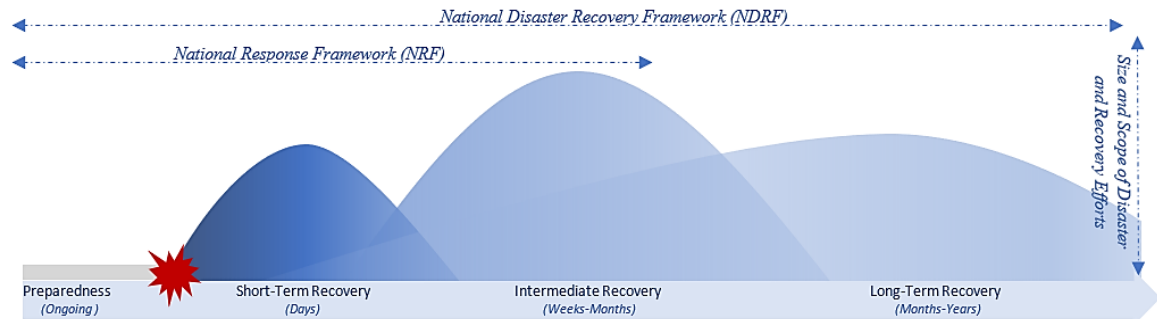 National Disaster Recovery Framework (NDRF)
National Response Framework (NRF)
Size and Scope of Disaster
and Recovery Efforts
Preparedness
(Ongoing )
Short-Term Recovery
(Days)
Intermediate Recovery
(Weeks-Months)
Long-Term Recovery
(Months-Years)